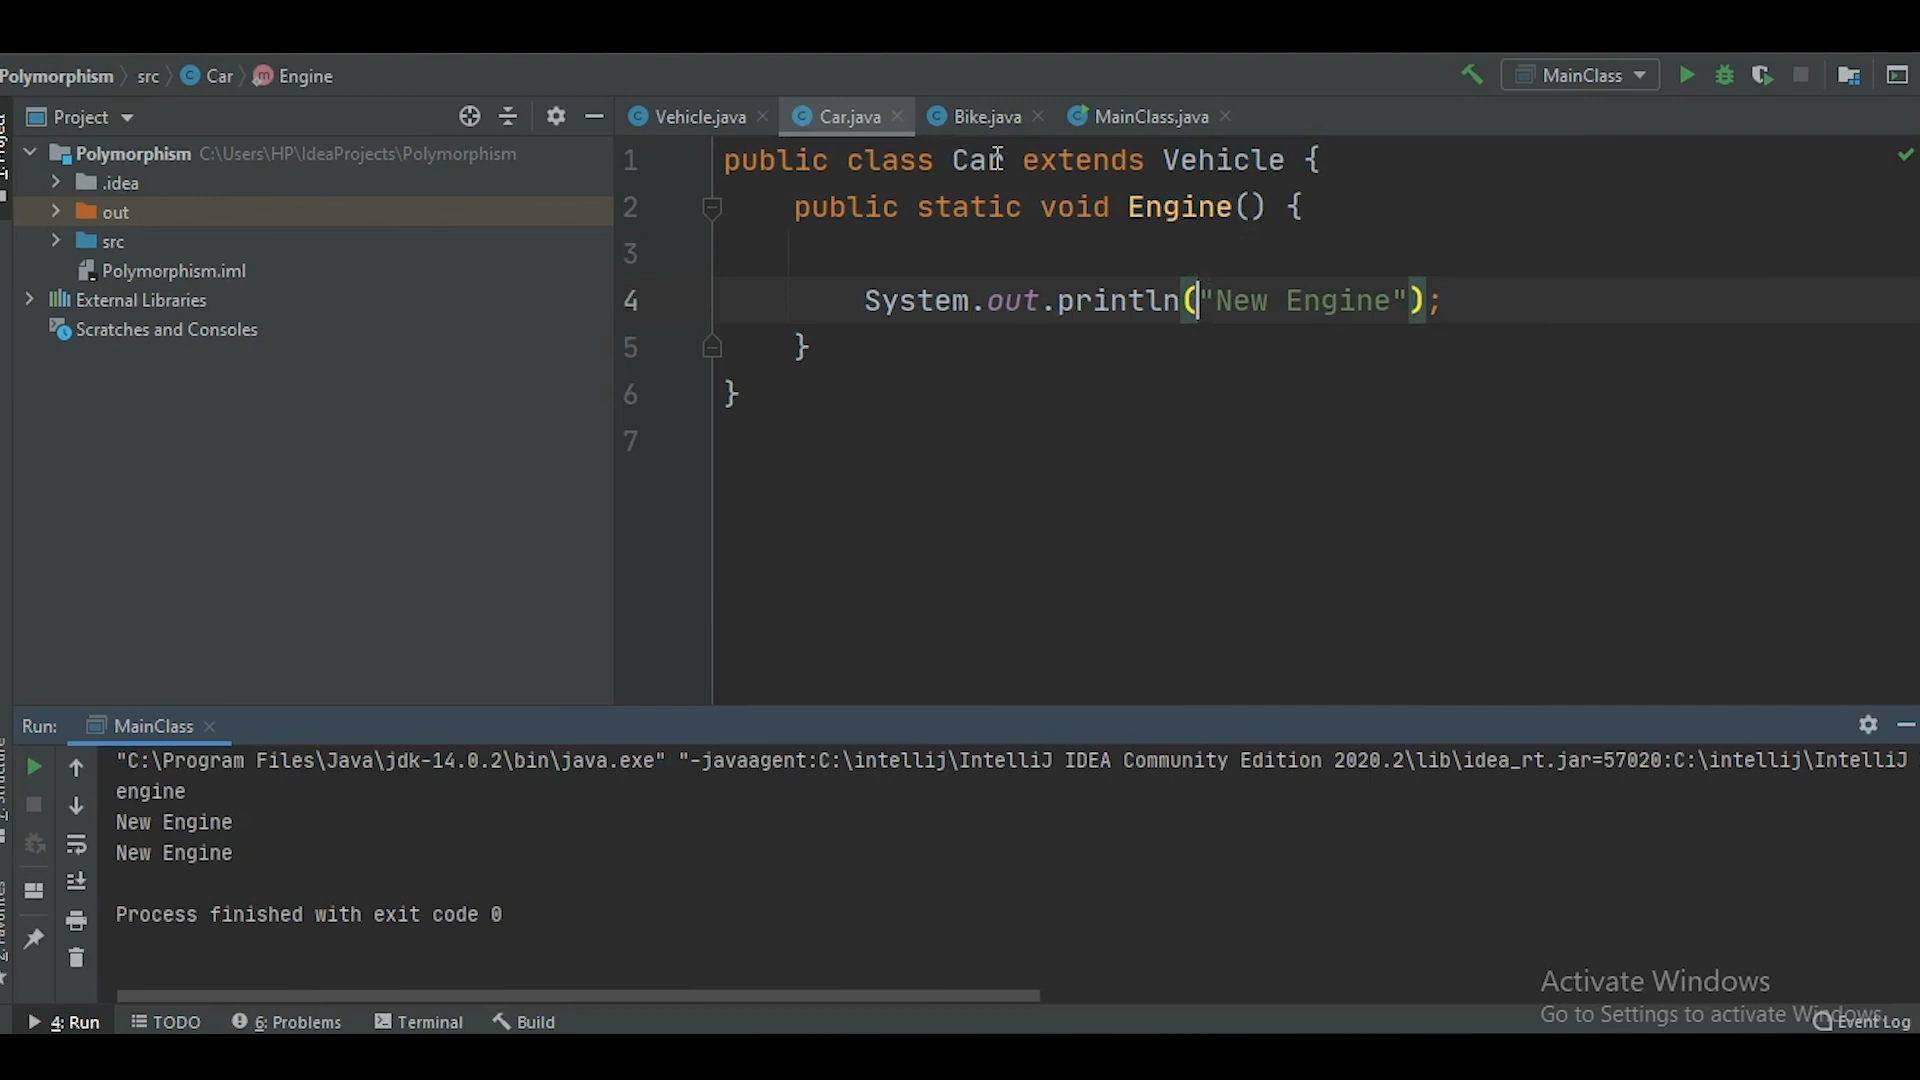 Polymorphism src Car Engine MainClass
Project
Vehicle.java Car.java Bike.java MainClass.java
Polymorphism C:\Users\HP\IdeaProjects\Polymorphism
.idea
out
src
Polymorphism.iml
External Libraries
Scratches and Consoles
1 public class Car extends Vehicle {
2 public static void Engine() {
3
4 System.out.println("New Engine");
5 }
6 }
7
Run: MainClass
"C:\Program Files\Java\jdk-14.0.2\bin\java.exe" "-javaagent:C:\intellij\IntelliJ IDEA Community Edition 2020.2\lib\idea_rt.jar=57020:C:\intellij\IntelliJ
engine
New Engine
New Engine
Process finished with exit code 0
Activate Windows
Go to Settings to activate Windows.
4: Run TODO 6: Problems Terminal Build Event Log